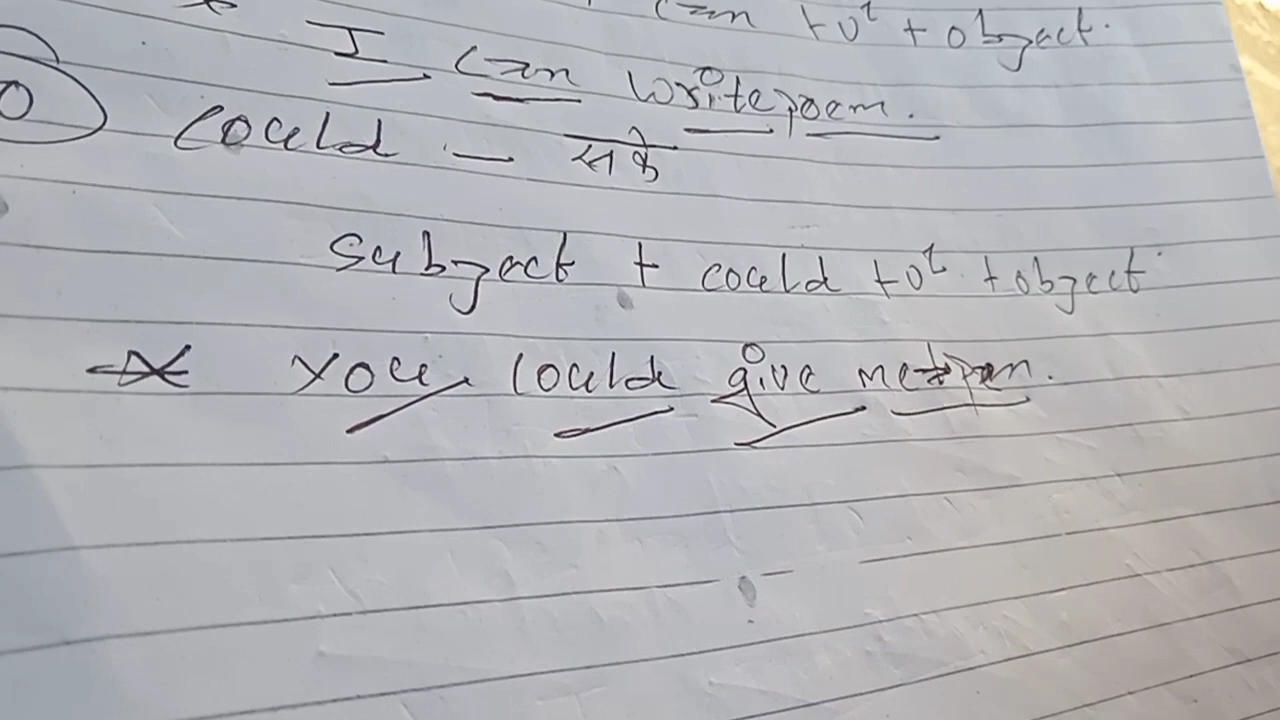 can + v¹ + object.
I can write poem.
could - सके
subject + could + v¹ + object
You could give me pen.